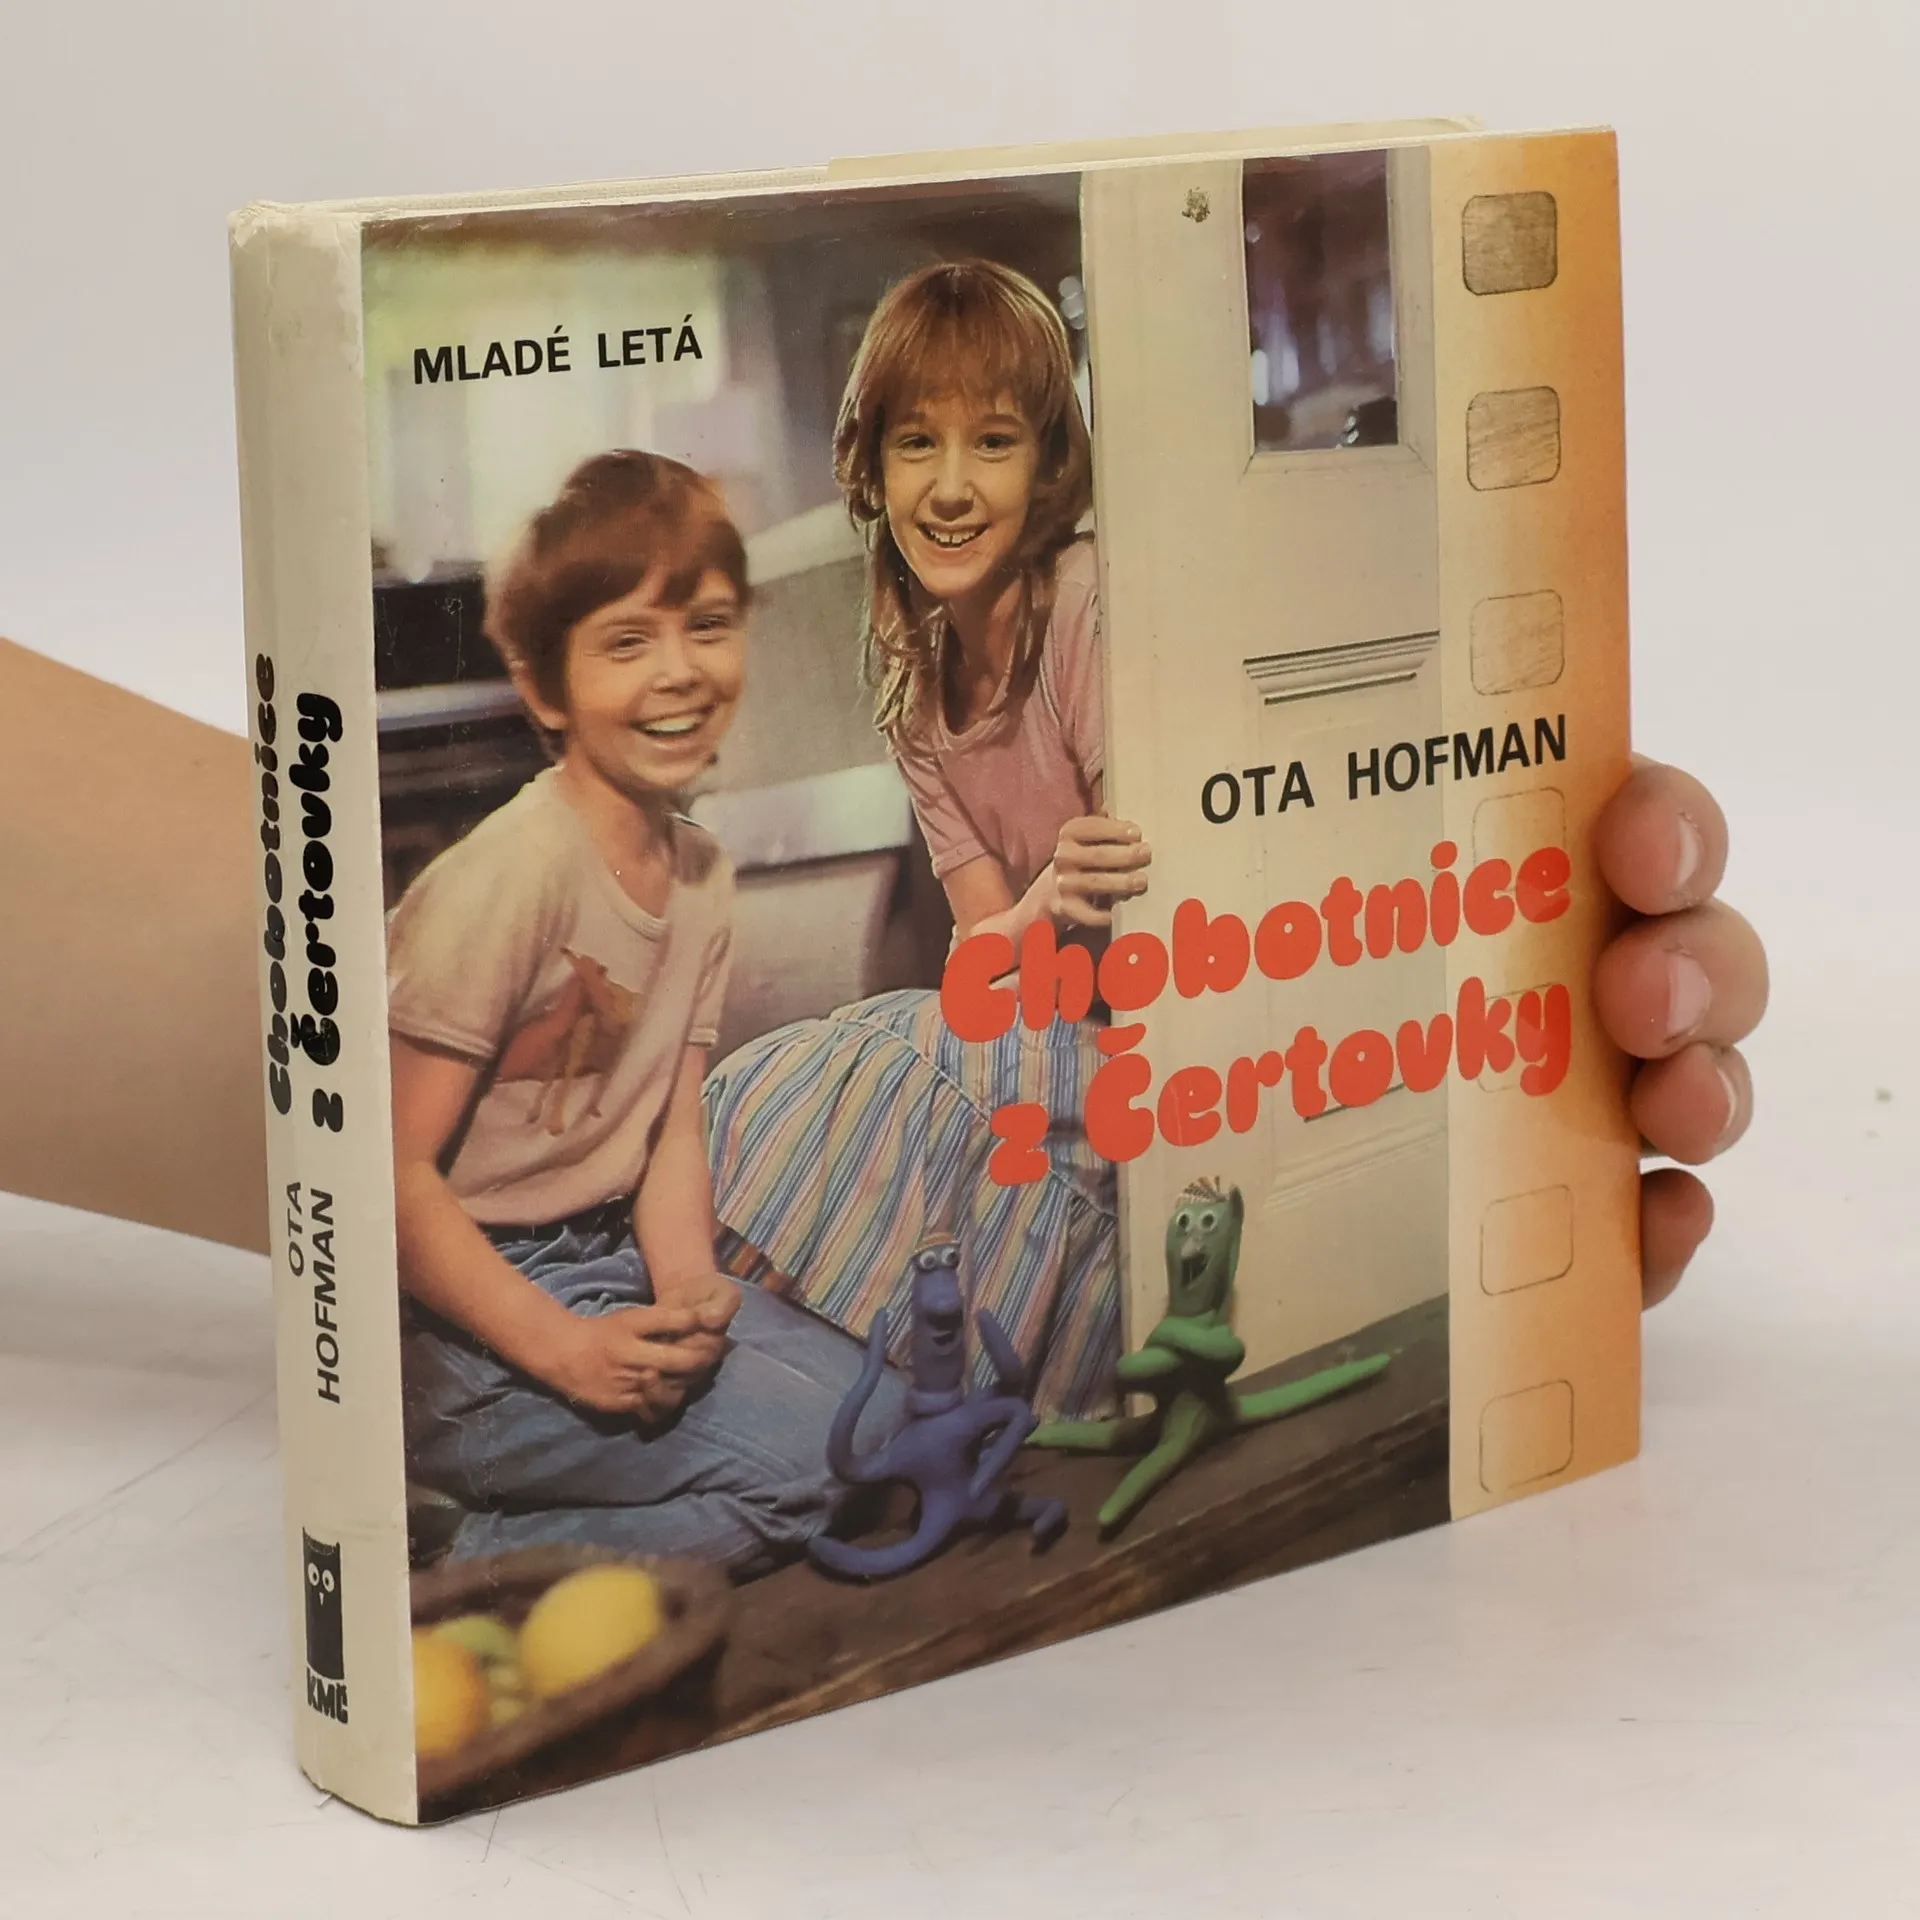 MLADÉ LETÁ
OTA HOFMAN
Chobotnice
z Čertovky
Chobotnice
z Čertovky
OTA
HOFMAN
KMČ